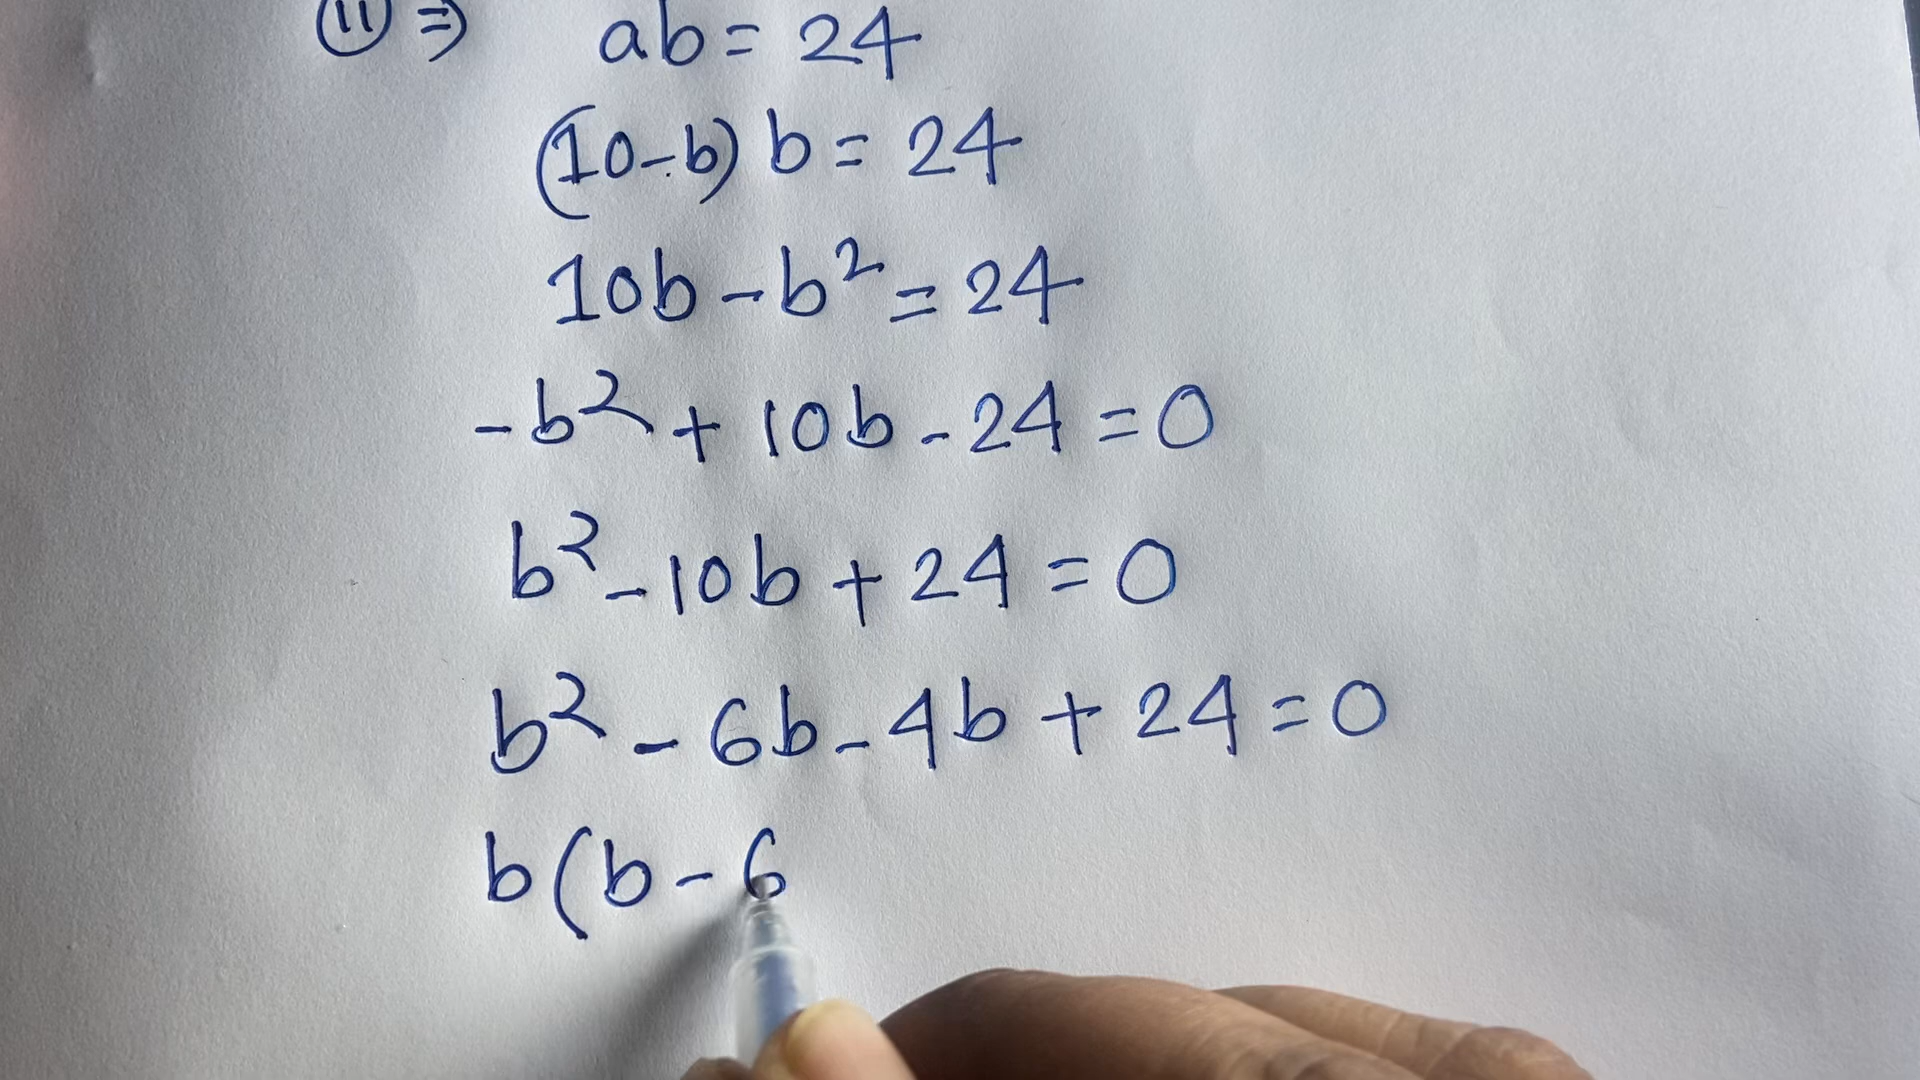 (11) ⇒ ab = 24
(10-b) b = 24
10b - b² = 24
-b² + 10b - 24 = 0
b² - 10b + 24 = 0
b² - 6b - 4b + 24 = 0
b(b - 6